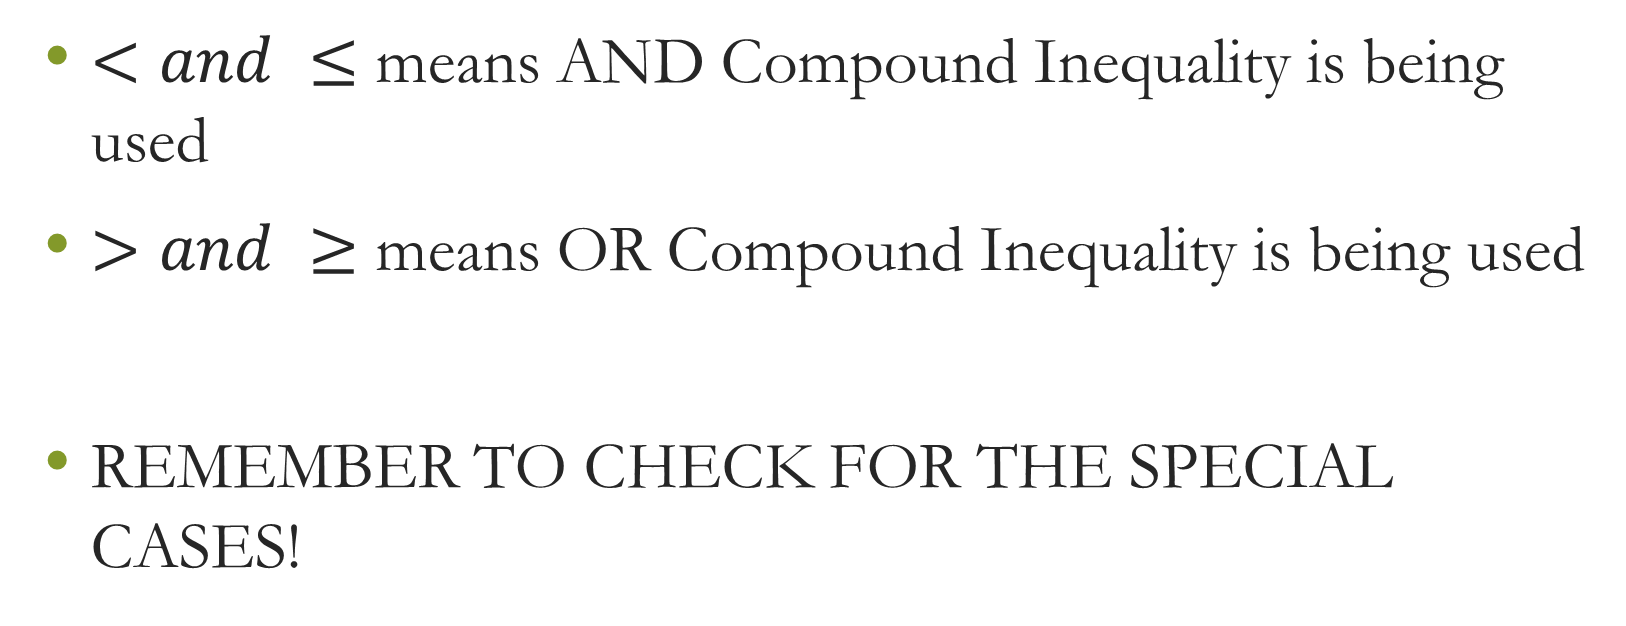 • < and ≤ means AND Compound Inequality is being
used
• > and ≥ means OR Compound Inequality is being used
• REMEMBER TO CHECK FOR THE SPECIAL
CASES!